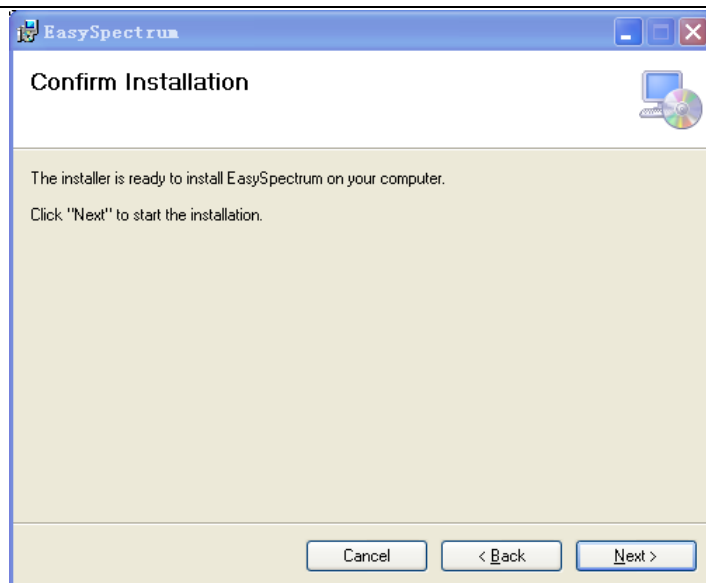 EasySpectrum
Confirm Installation
The installer is ready to install EasySpectrum on your computer.
Click "Next" to start the installation.
Cancel
< Back
Next >